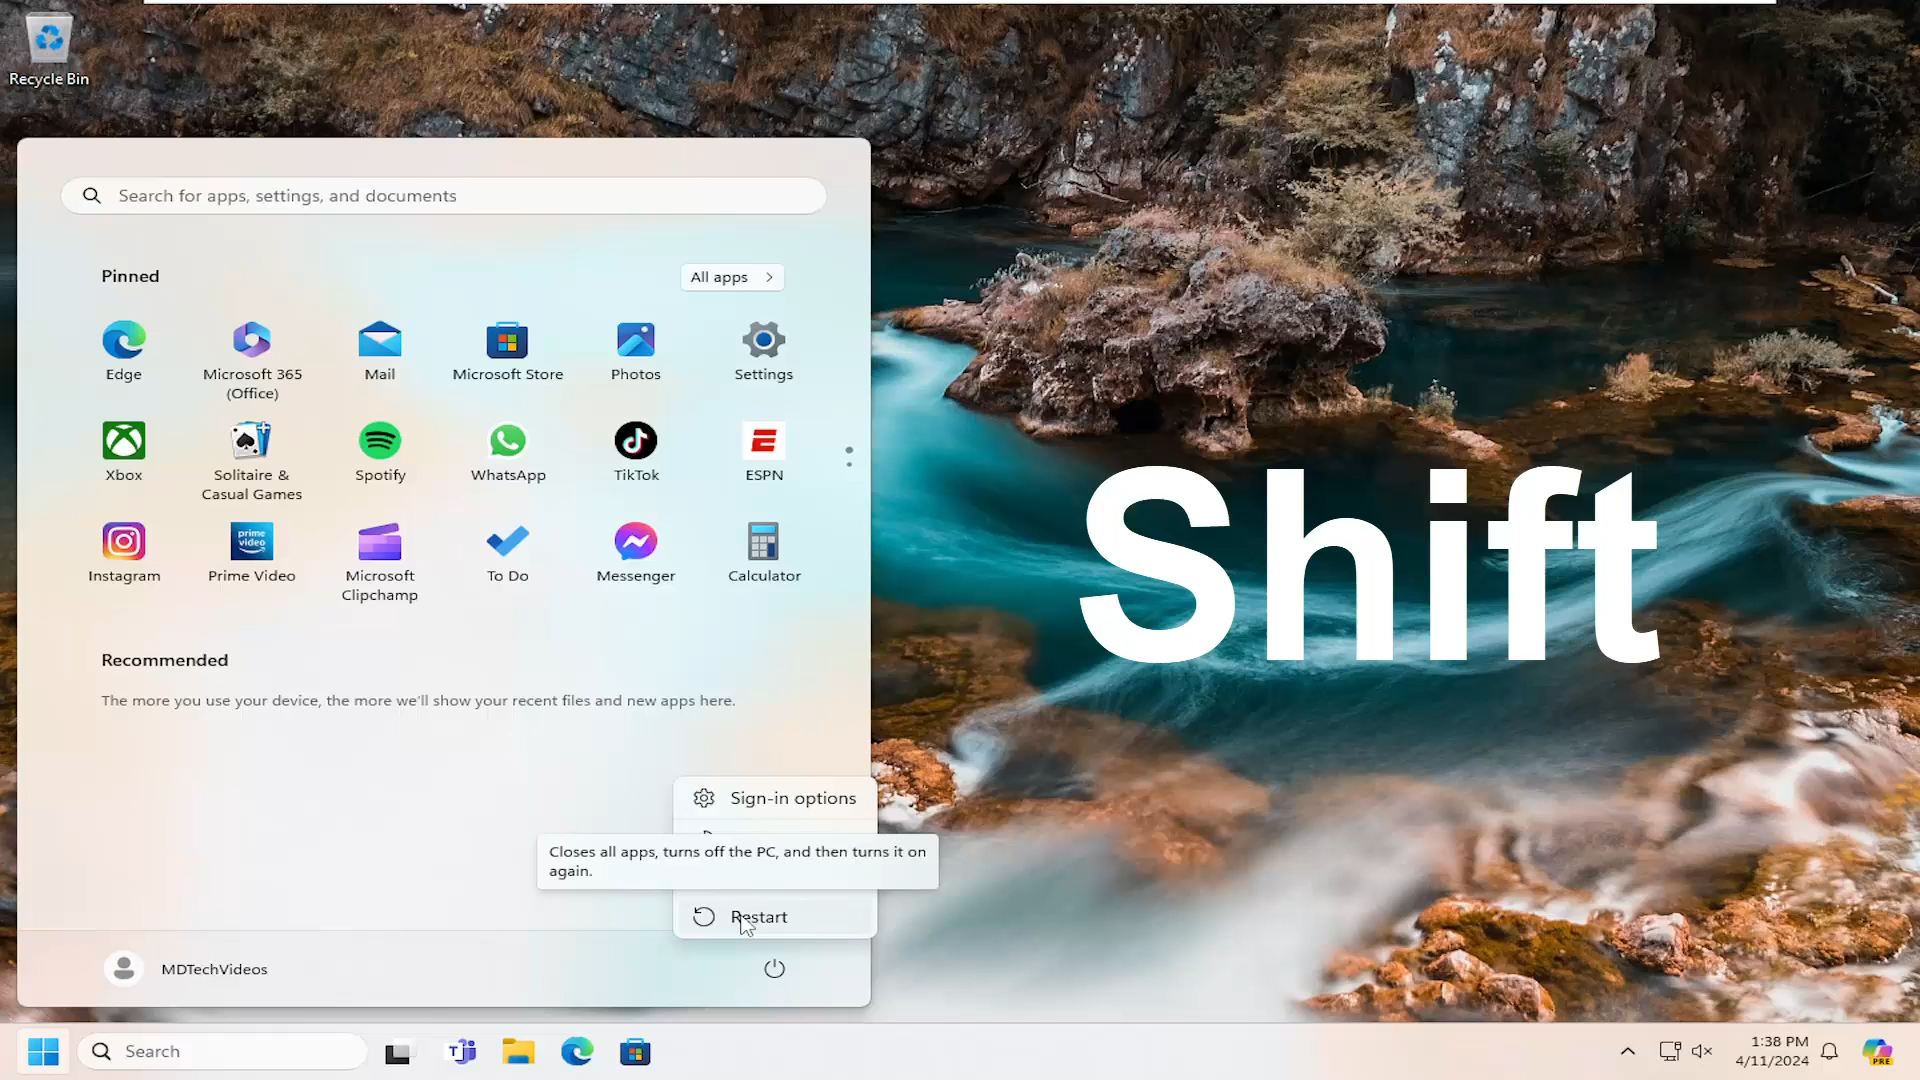 Recycle Bin
Search for apps, settings, and documents
Pinned
All apps
Edge
Microsoft 365
(Office)
Mail
Microsoft Store
Photos
Settings
Xbox
Solitaire &
Casual Games
Spotify
WhatsApp
TikTok
ESPN
prime
video
Instagram
Prime Video
Microsoft
Clipchamp
To Do
Messenger
Calculator
Shift
Recommended
The more you use your device, the more we'll show your recent files and new apps here.
Sign-in options
Closes all apps, turns off the PC, and then turns it on
again.
Restart
MDTechVideos
Search
1:38 PM
4/11/2024
PRE